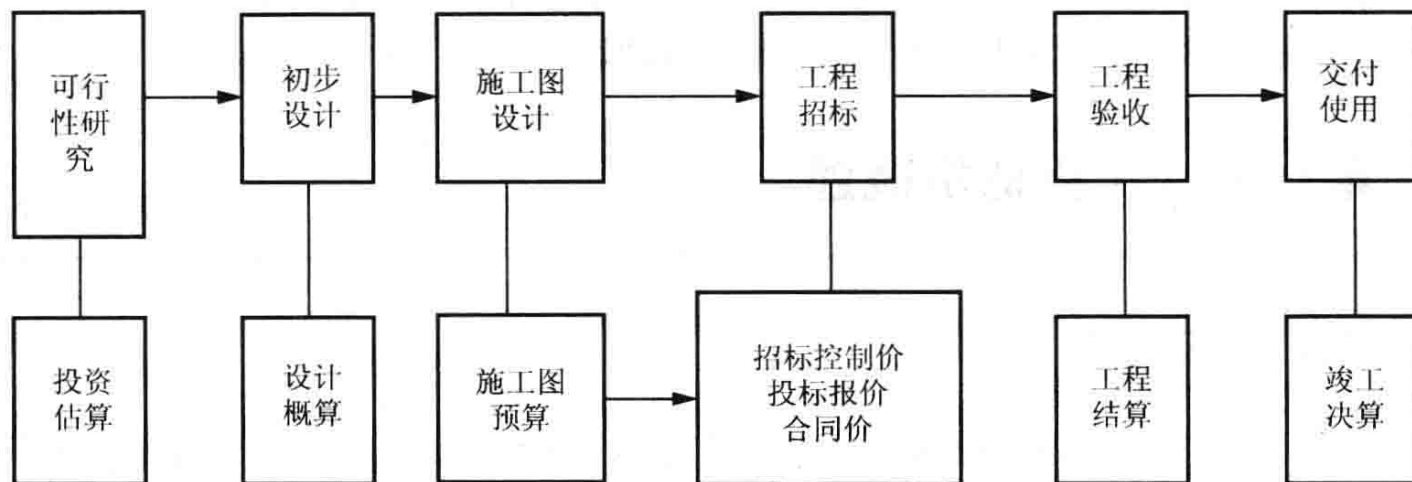 可行
性研
究
初步
设计
施工图
设计
工程
招标
工程
验收
交付
使用
投资
估算
设计
概算
施工图
预算
招标控制价
投标报价
合同价
工程
结算
竣工
决算